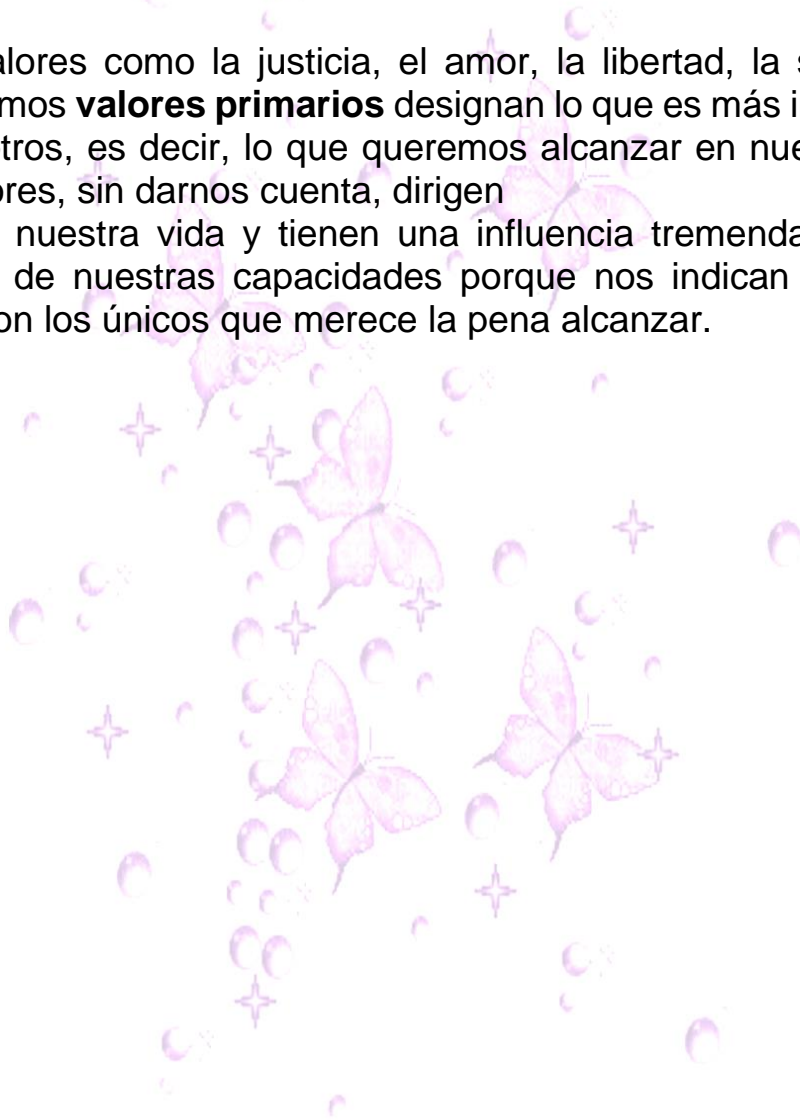 alores como la justicia, el amor, la libertad, la s
mos valores primarios designan lo que es más i
tros, es decir, lo que queremos alcanzar en nue
ores, sin darnos cuenta, dirigen
nuestra vida y tienen una influencia tremenda
de nuestras capacidades porque nos indican
on los únicos que merece la pena alcanzar.